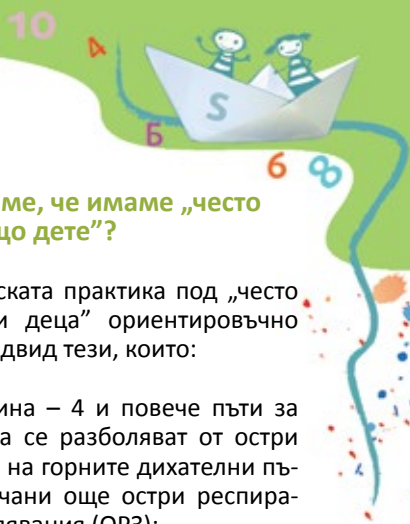 10
4
S
Б
6
8
ме, че имаме „често
що дете”?
ската практика под „често
и деца” ориентировъчно
двид тези, които:
ина – 4 и повече пъти за
а се разболяват от остри
на горните дихателни пъ-
чани още остри респира-
явания (ОРЗ):